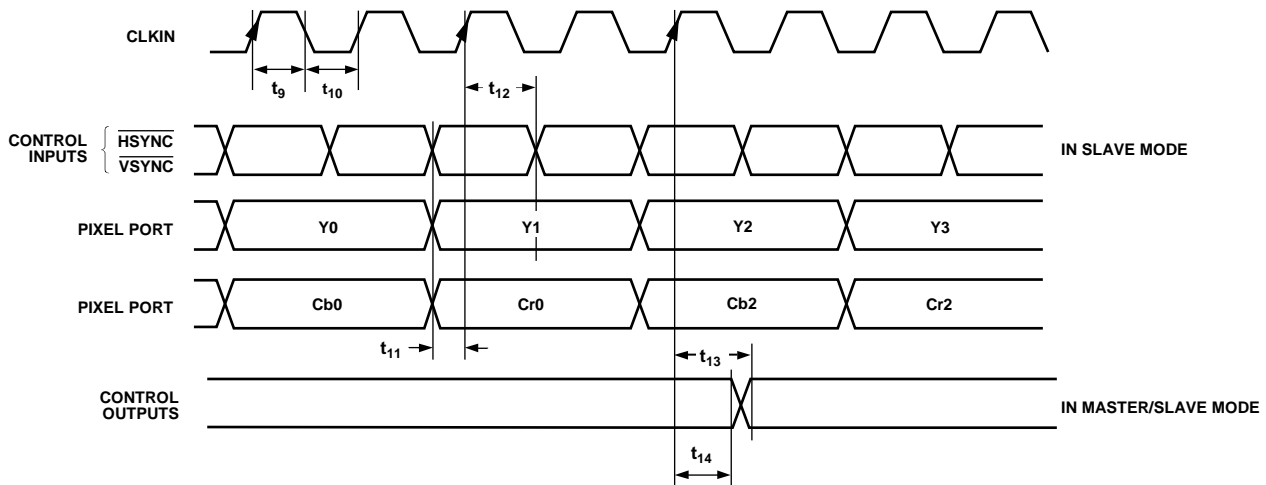 CLKIN
t9 t10 t12
CONTROL INPUTS { HSYNC VSYNC
IN SLAVE MODE
PIXEL PORT Y0 Y1 Y2 Y3
PIXEL PORT Cb0 Cr0 Cb2 Cr2
t11 t13
CONTROL OUTPUTS
IN MASTER/SLAVE MODE
t14